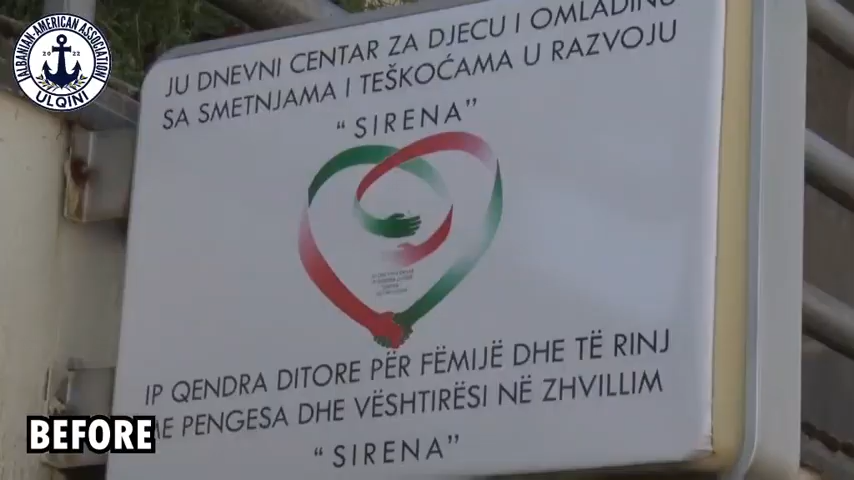 ALBANIAN-AMERICAN ASSOCIATION
2022
ULQINI
JU DNEVNI CENTAR ZA DJECU I OMLADINU
SA SMETNJAMA I TEŠKOĆAMA U RAZVOJU
“SIRENA”
IP QENDRA DITORE PËR FËMIJË DHE TË RINJ
ME PENGESA DHE VËSHTIRËSI NË ZHVILLIM
“SIRENA”
BEFORE